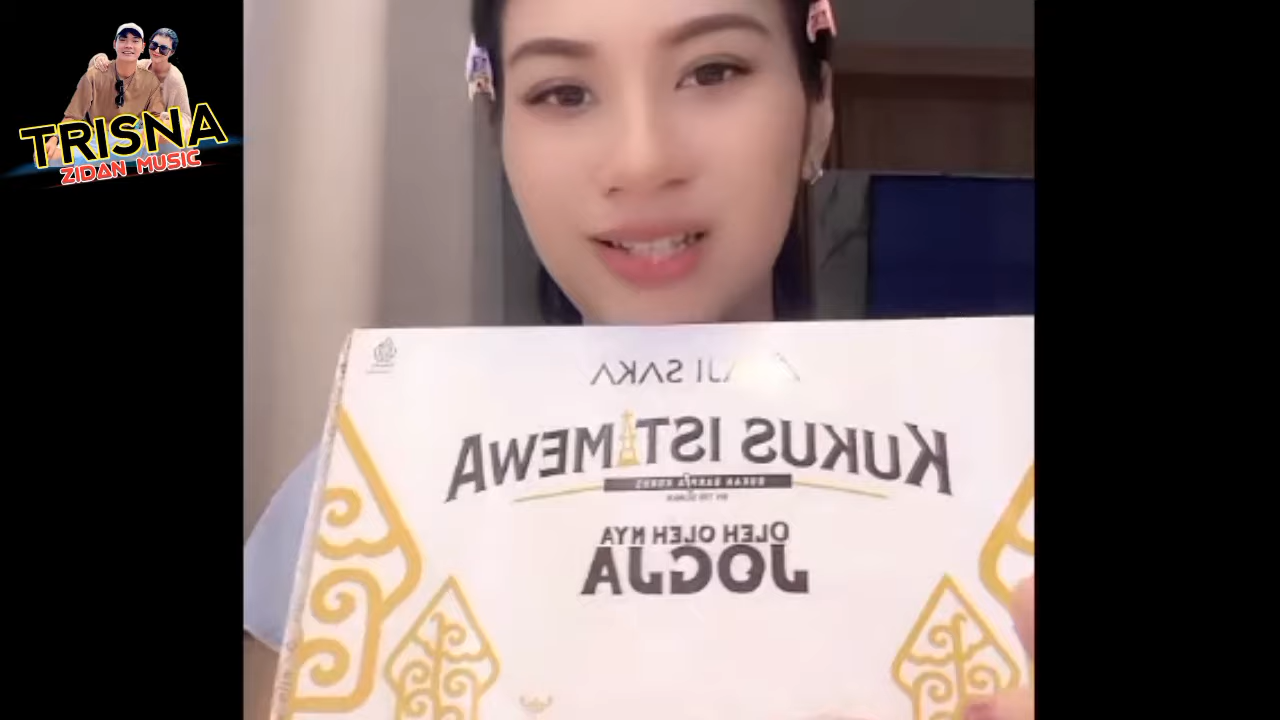 TRISNA
ZIDAN MUSIC
AJI SAKA
KUKUS ISTIMEWA
OLEH OLEH NYA
JOGJA